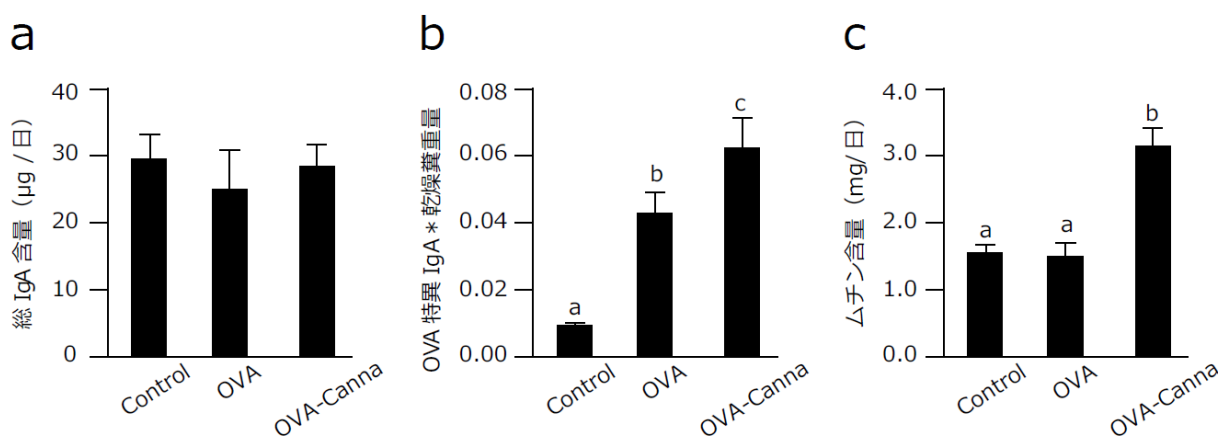 a
総 IgA 含量 (μg / 日)
40
30
20
10
0
Control
OVA
OVA-Canna
b
OVA 特異 IgA * 乾燥糞重量
0.08
0.06
0.04
0.02
0.00
a
b
c
Control
OVA
OVA-Canna
c
ムチン含量 (mg/ 日)
4.0
3.0
2.0
1.0
0.0
a
a
b
Control
OVA
OVA-Canna